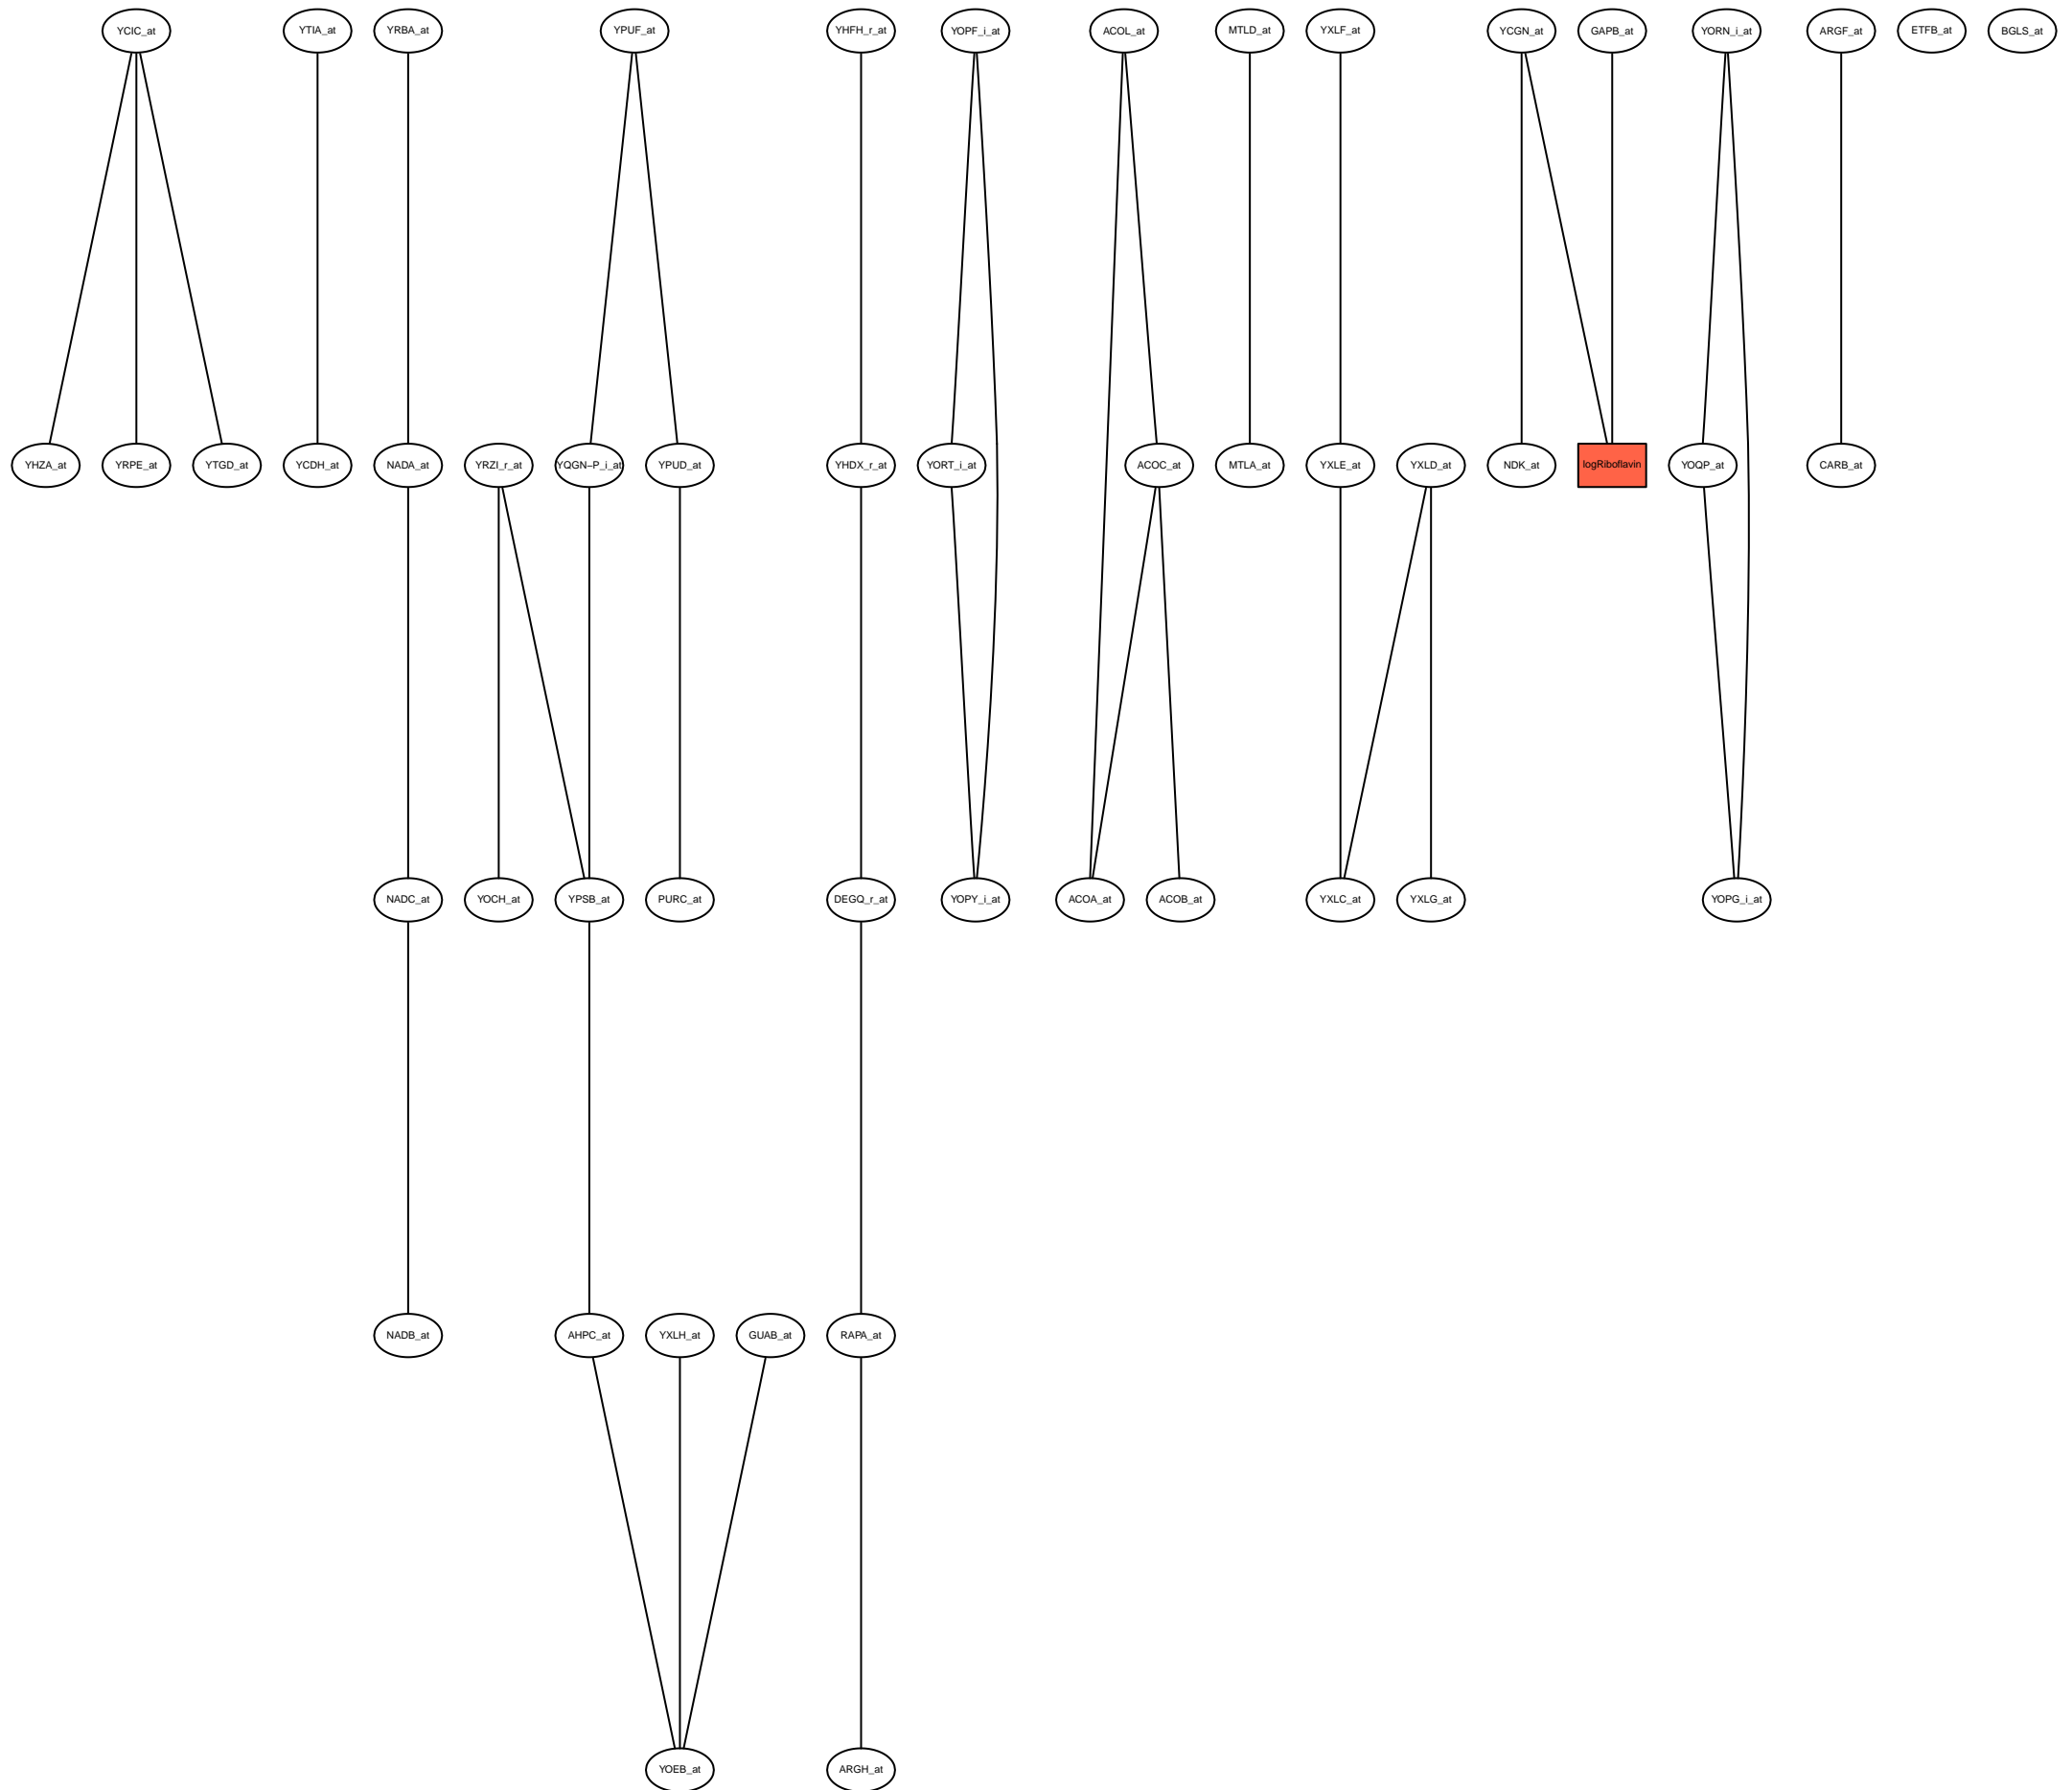 YCIC_at
YTIA_at
YRBA_at
YPUF_at
YHFH_r_at
YOPF_i_at
ACOL_at
MTLD_at
YXLF_at
YCGN_at
GAPB_at
YORN_i_at
ARGF_at
ETFB_at
BGLS_at
YHZA_at
YRPE_at
YTGD_at
YCDH_at
NADA_at
YRZI_r_at
YQGN−P_i_at
YPUD_at
YHDX_r_at
YORT_i_at
ACOC_at
MTLA_at
YXLE_at
YXLD_at
NDK_at
logRiboflavin
YOQP_at
CARB_at
NADC_at
YOCH_at
YPSB_at
PURC_at
DEGQ_r_at
YOPY_i_at
ACOA_at
ACOB_at
YXLC_at
YXLG_at
YOPG_i_at
NADB_at
AHPC_at
YXLH_at
GUAB_at
RAPA_at
YOEB_at
ARGH_at